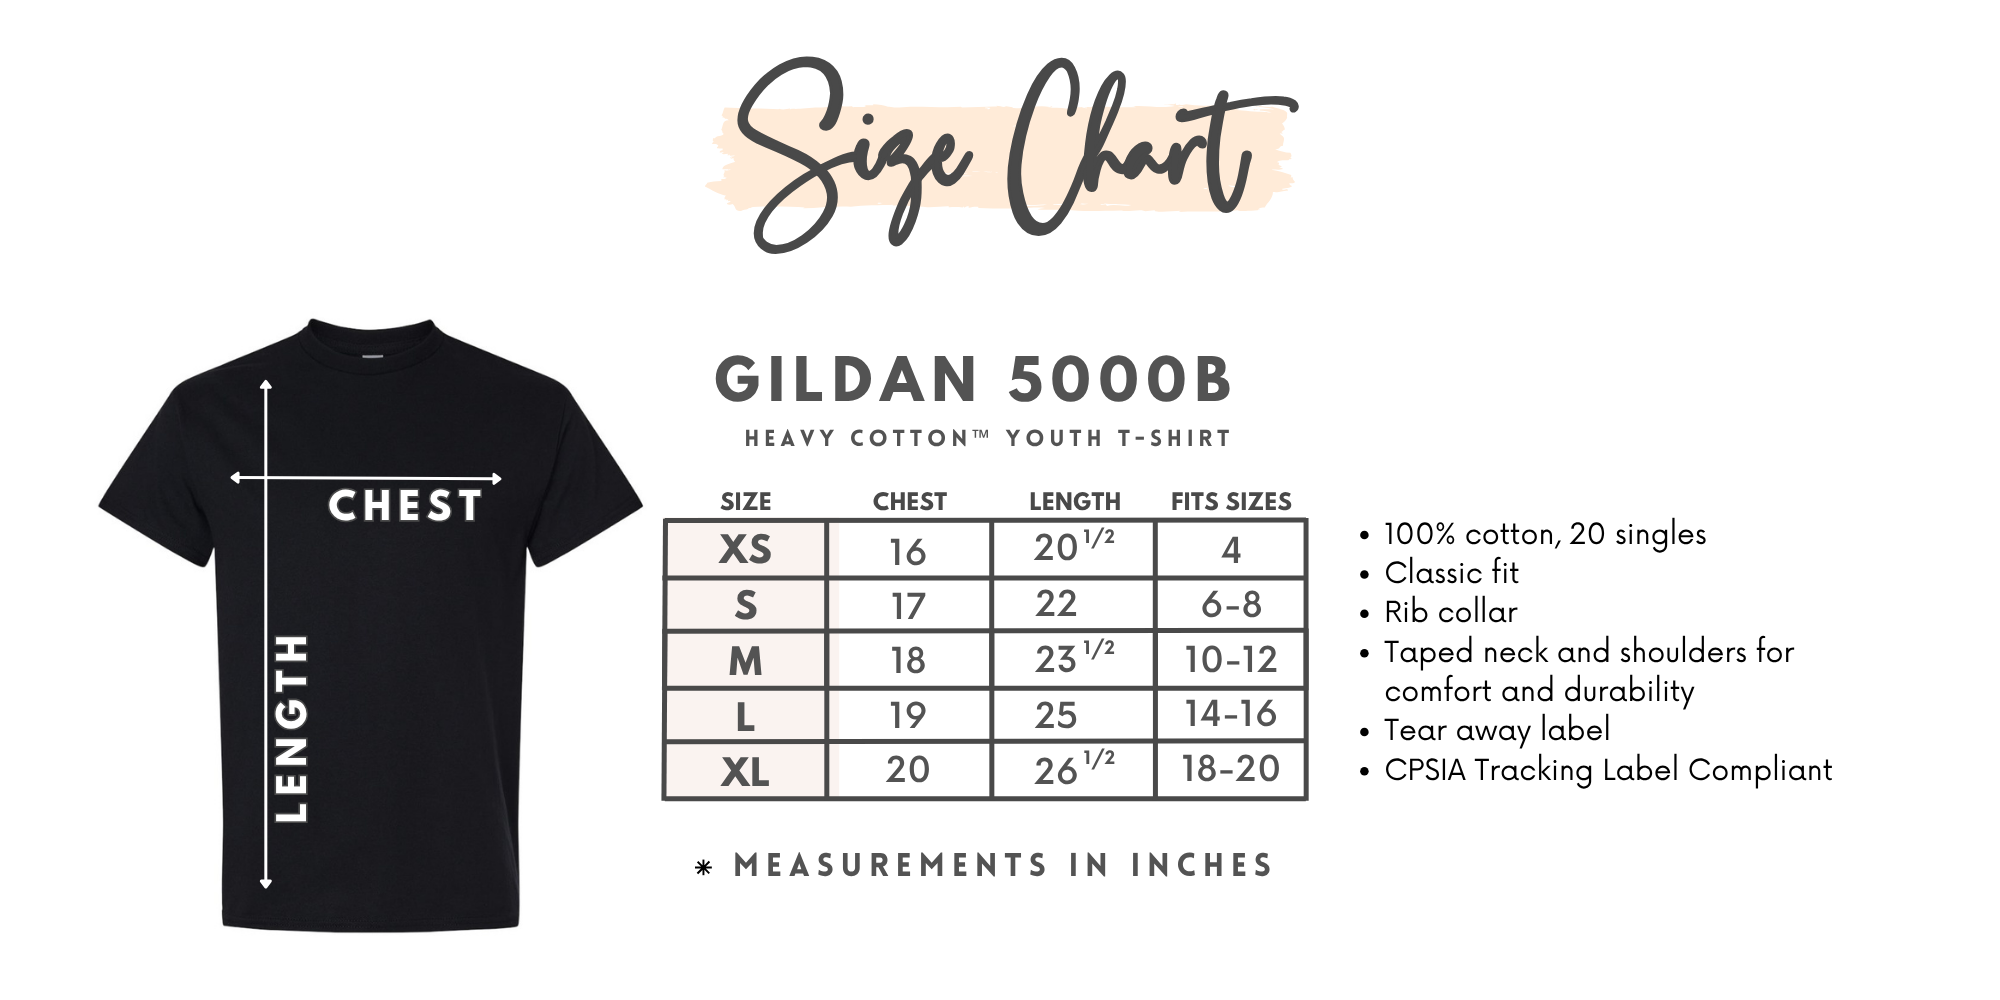 Size Chart
GILDAN 5000B
HEAVY COTTON™ YOUTH T-SHIRT
SIZE CHEST LENGTH FITS SIZES
XS 16 20 1/2 4
S 17 22 6-8
M 18 23 1/2 10-12
L 19 25 14-16
XL 20 26 1/2 18-20
* MEASUREMENTS IN INCHES
CHEST
LENGTH
• 100% cotton, 20 singles
• Classic fit
• Rib collar
• Taped neck and shoulders for
comfort and durability
• Tear away label
• CPSIA Tracking Label Compliant